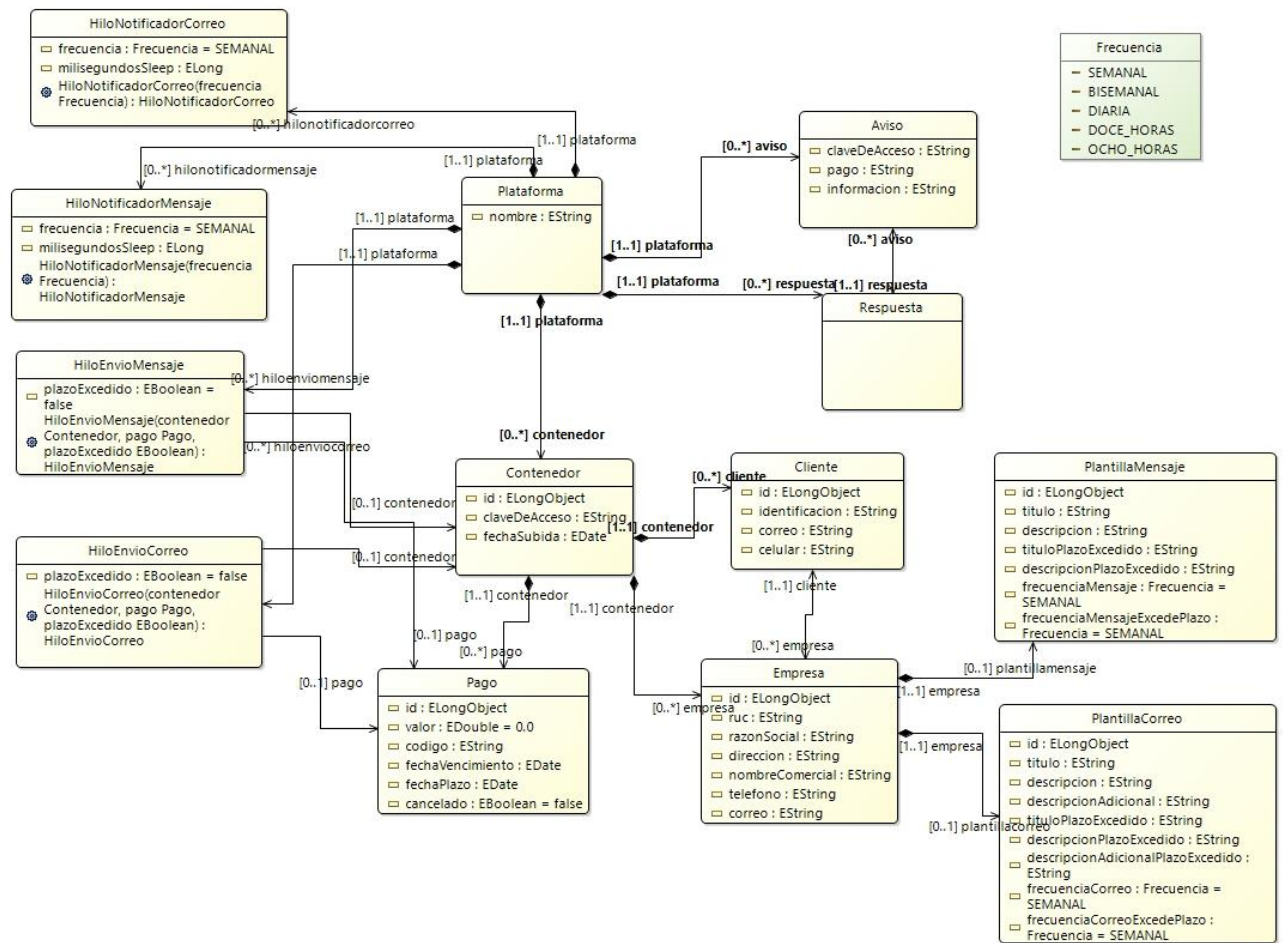 HiloNotificadorCorreo
frecuencia : Frecuencia = SEMANAL
milisegundosSleep : ELong
HiloNotificadorCorreo(frecuencia
Frecuencia) : HiloNotificadorCorreo
[0..*] hilonotificadorcorreo
[1..1] plataforma
Frecuencia
SEMANAL
BISEMANAL
DIARIA
DOCE_HORAS
OCHO_HORAS
[0..*] hilonotificadormensaje
[1..1] plataforma
HiloNotificadorMensaje
frecuencia : Frecuencia = SEMANAL
milisegundosSleep : ELong
HiloNotificadorMensaje(frecuencia
Frecuencia) :
HiloNotificadorMensaje
Plataforma
nombre : EString
[1..1] plataforma
[1..1] plataforma
[1..1] plataforma
[0..*] aviso
Aviso
claveDeAcceso : EString
pago : EString
informacion : EString
[0..*] aviso
[1..1] plataforma
[0..*] respuesta
[1..1] respuesta
Respuesta
[1..1] plataforma
HiloEnvioMensaje
plazoExcedido : EBoolean =
false
HiloEnvioMensaje(contenedor
Contenedor, pago Pago,
plazoExcedido EBoolean) :
HiloEnvioMensaje
[0..*] hiloenviomensaje
[0..*] hiloenviocorreo
[0..*] contenedor
Contenedor
id : ELongObject
claveDeAcceso : EString
fechaSubida : EDate
[0..1] contenedor
[0..1] contenedor
[1..1] contenedor
[0..*] cliente
Cliente
id : ELongObject
identificacion : EString
correo : EString
celular : EString
[1..1] cliente
PlantillaMensaje
id : ELongObject
titulo : EString
descripcion : EString
tituloPlazoExcedido : EString
descripcionPlazoExcedido : EString
frecuenciaMensaje : Frecuencia =
SEMANAL
frecuenciaMensajeExcedePlazo
: Frecuencia = SEMANAL
HiloEnvioCorreo
plazoExcedido : EBoolean = false
HiloEnvioCorreo(contenedor
Contenedor, pago Pago,
plazoExcedido EBoolean) :
HiloEnvioCorreo
[1..1] contenedor
[1..1] contenedor
[0..1] pago
[0..*] pago
[0..1] pago
Pago
id : ELongObject
valor : EDouble = 0.0
codigo : EString
fechaVencimiento : EDate
fechaPlazo : EDate
cancelado : EBoolean = false
[0..*] empresa
[0..*] empresa
Empresa
id : ELongObject
ruc : EString
razonSocial : EString
direccion : EString
nombreComercial : EString
telefono : EString
correo : EString
[0..1] plantillamensaje
[1..1] empresa
[1..1] empresa
[0..1] plantillacorreo
PlantillaCorreo
id : ELongObject
titulo : EString
descripcion : EString
descripcionAdicional : EString
tituloPlazoExcedido : EString
descripcionPlazoExcedido : EString
descripcionAdicionalPlazoExcedido :
EString
frecuenciaCorreo : Frecuencia =
SEMANAL
frecuenciaCorreoExcedePlazo :
Frecuencia = SEMANAL